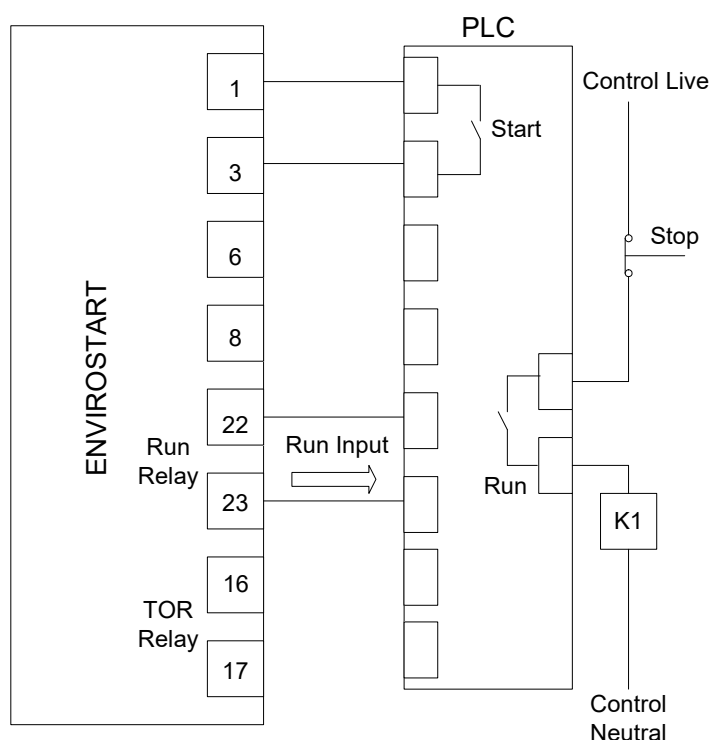 PLC
Control Live
1
Start
3
Stop
6
ENVIROSTART
8
22
Run
Relay
Run Input
23
Run
K1
16
TOR
Relay
17
Control
Neutral